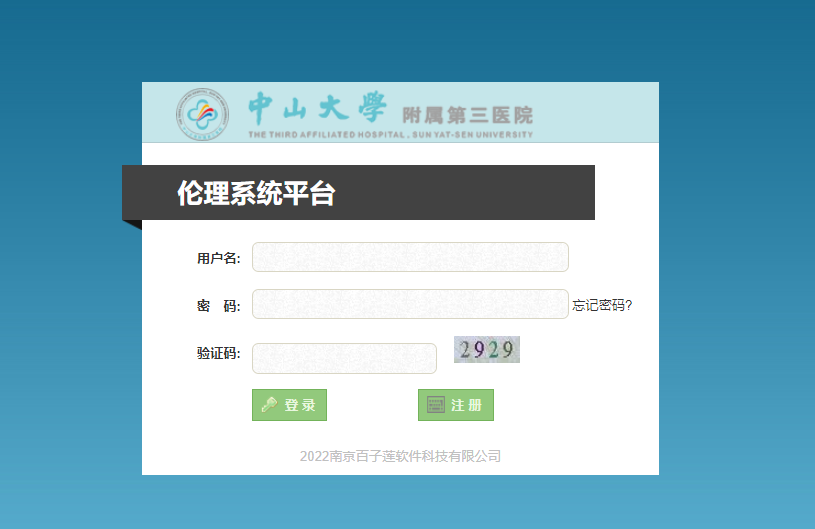 中山大學 附属第三医院
THE THIRD AFFILIATED HOSPITAL, SUN YAT-SEN UNIVERSITY
伦理系统平台
用户名:
密 码: 忘记密码?
验证码: 2929
登 录 注 册
2022南京百子莲软件科技有限公司